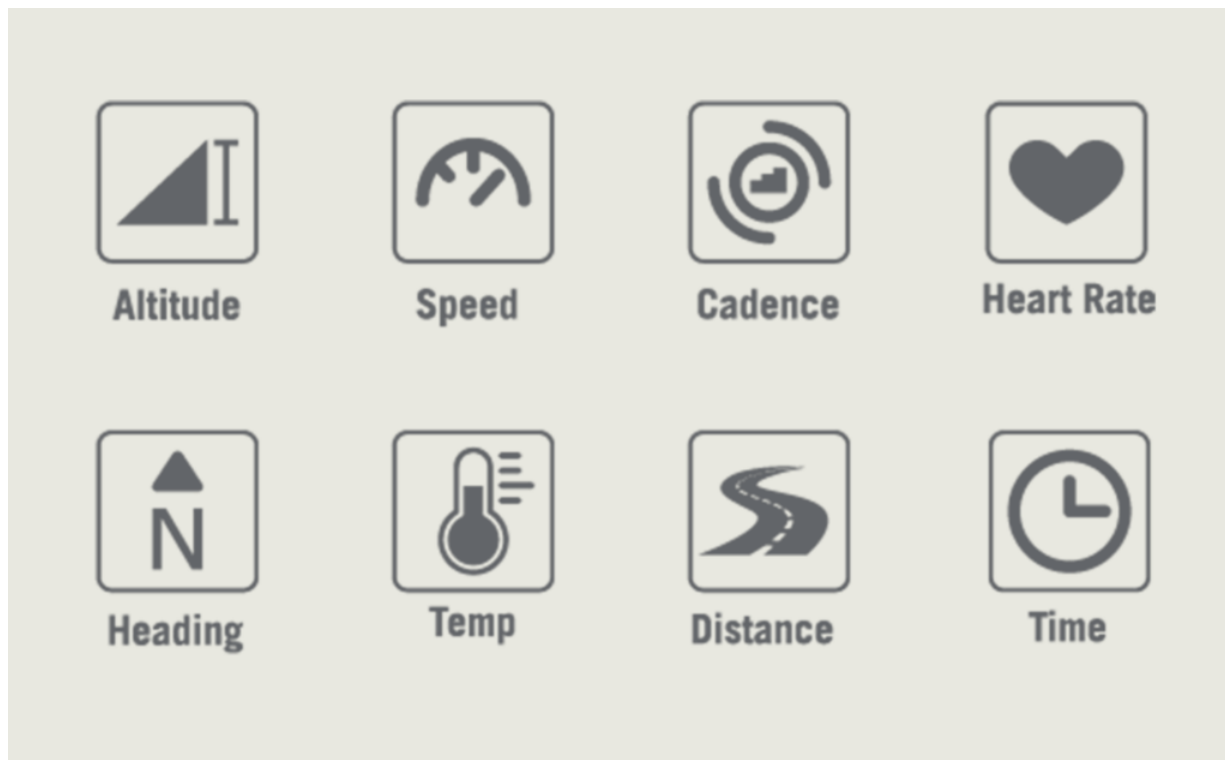 Altitude
Speed
Cadence
Heart Rate
N
Heading
Temp
Distance
Time